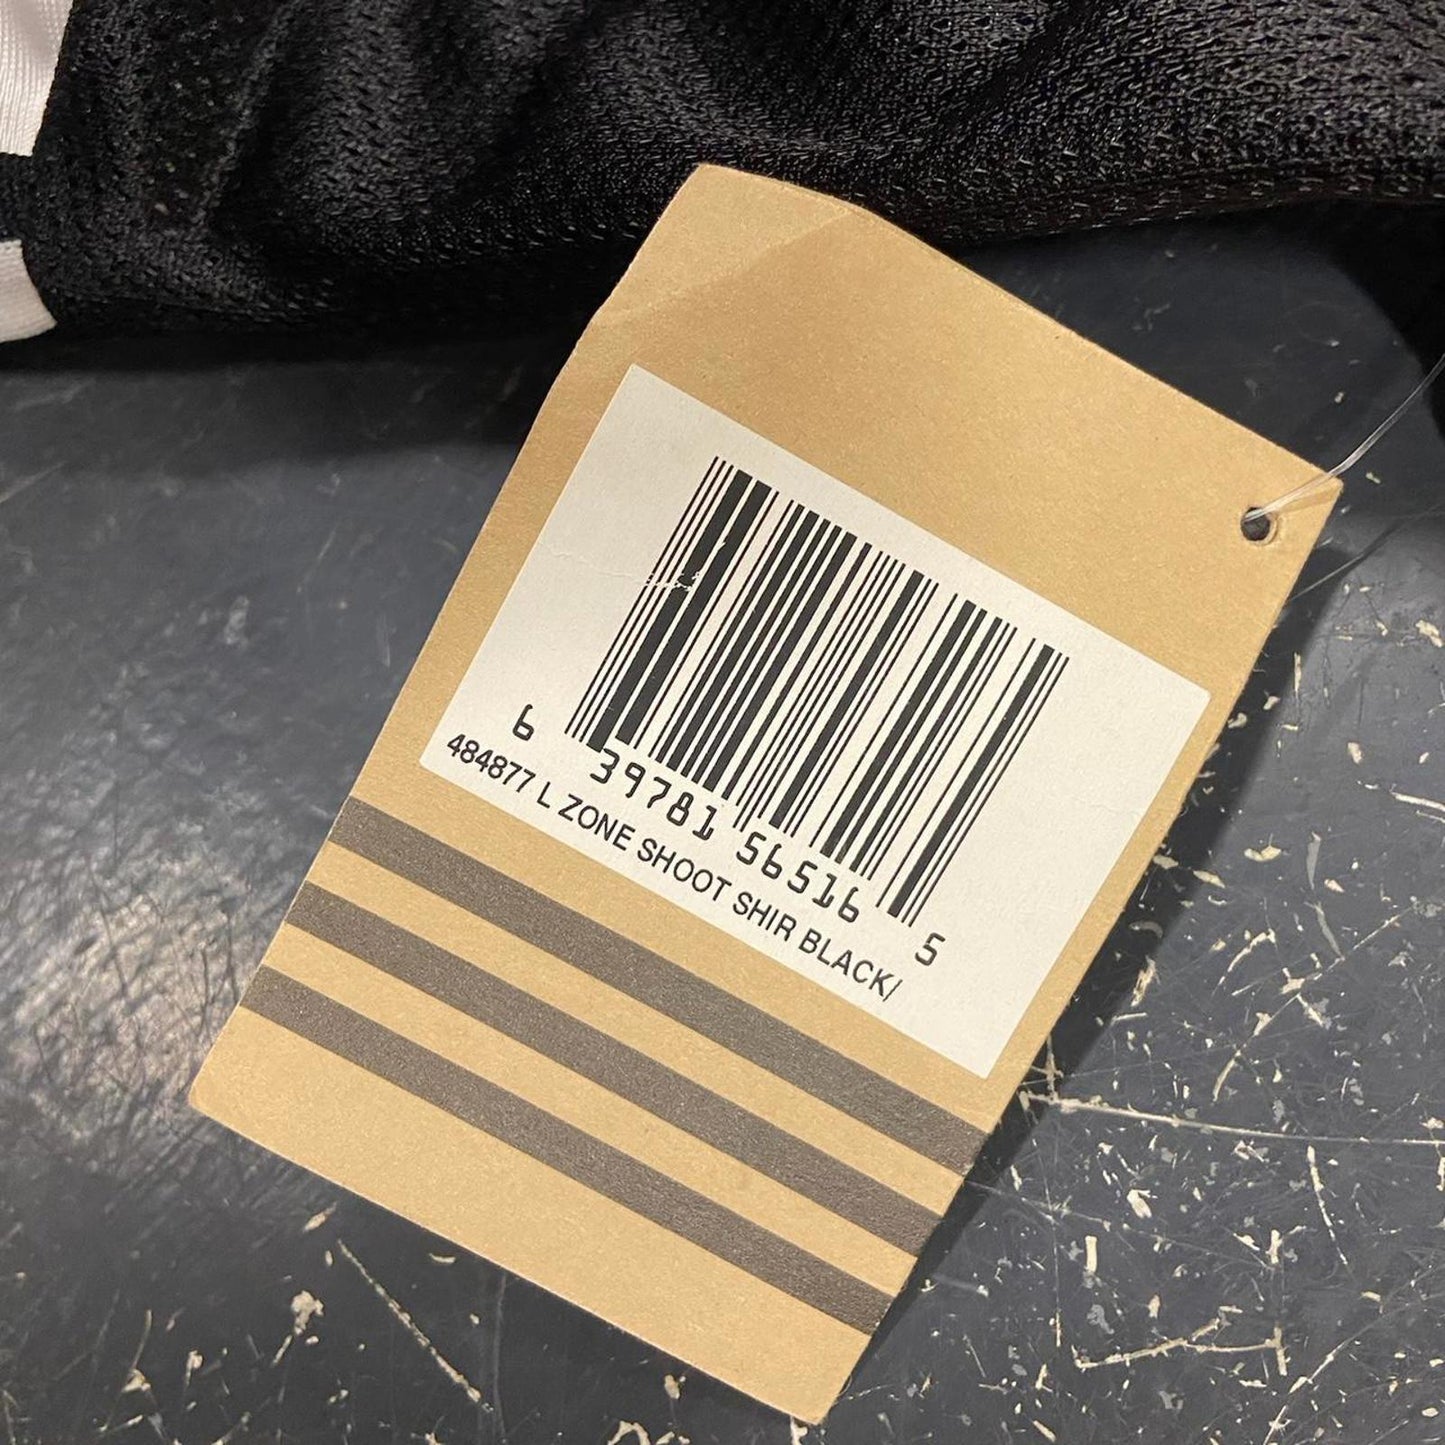 6 39781 56516 5
484877 L ZONE SHOOT SHIR BLACK/